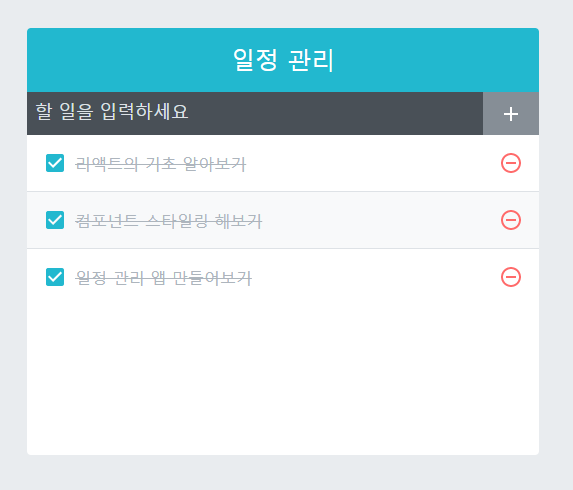 일정 관리
할 일을 입력하세요
리액트의 기초 알아보기
컴포넌트 스타일링 해보기
일정 관리 앱 만들어보기